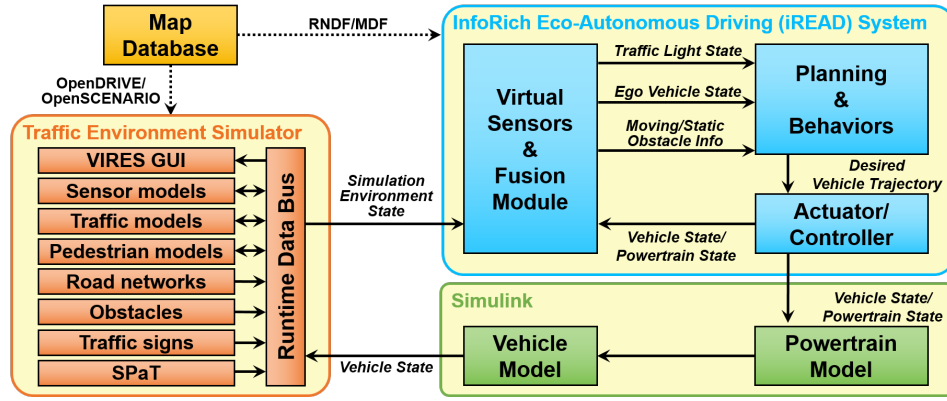 Map
Database
RNDF/MDF
OpenDRIVE/
OpenSCENARIO
InfoRich Eco-Autonomous Driving (iREAD) System
Virtual
Sensors
&
Fusion
Module
Traffic Light State
Ego Vehicle State
Moving/Static
Obstacle Info
Planning
&
Behaviors
Desired
Vehicle Trajectory
Actuator/
Controller
Vehicle State/
Powertrain State
Traffic Environment Simulator
VIRES GUI
Sensor models
Traffic models
Pedestrian models
Road networks
Obstacles
Traffic signs
SPaT
Runtime Data Bus
Simulation
Environment
State
Simulink
Vehicle State/
Powertrain State
Vehicle
Model
Powertrain
Model
Vehicle State